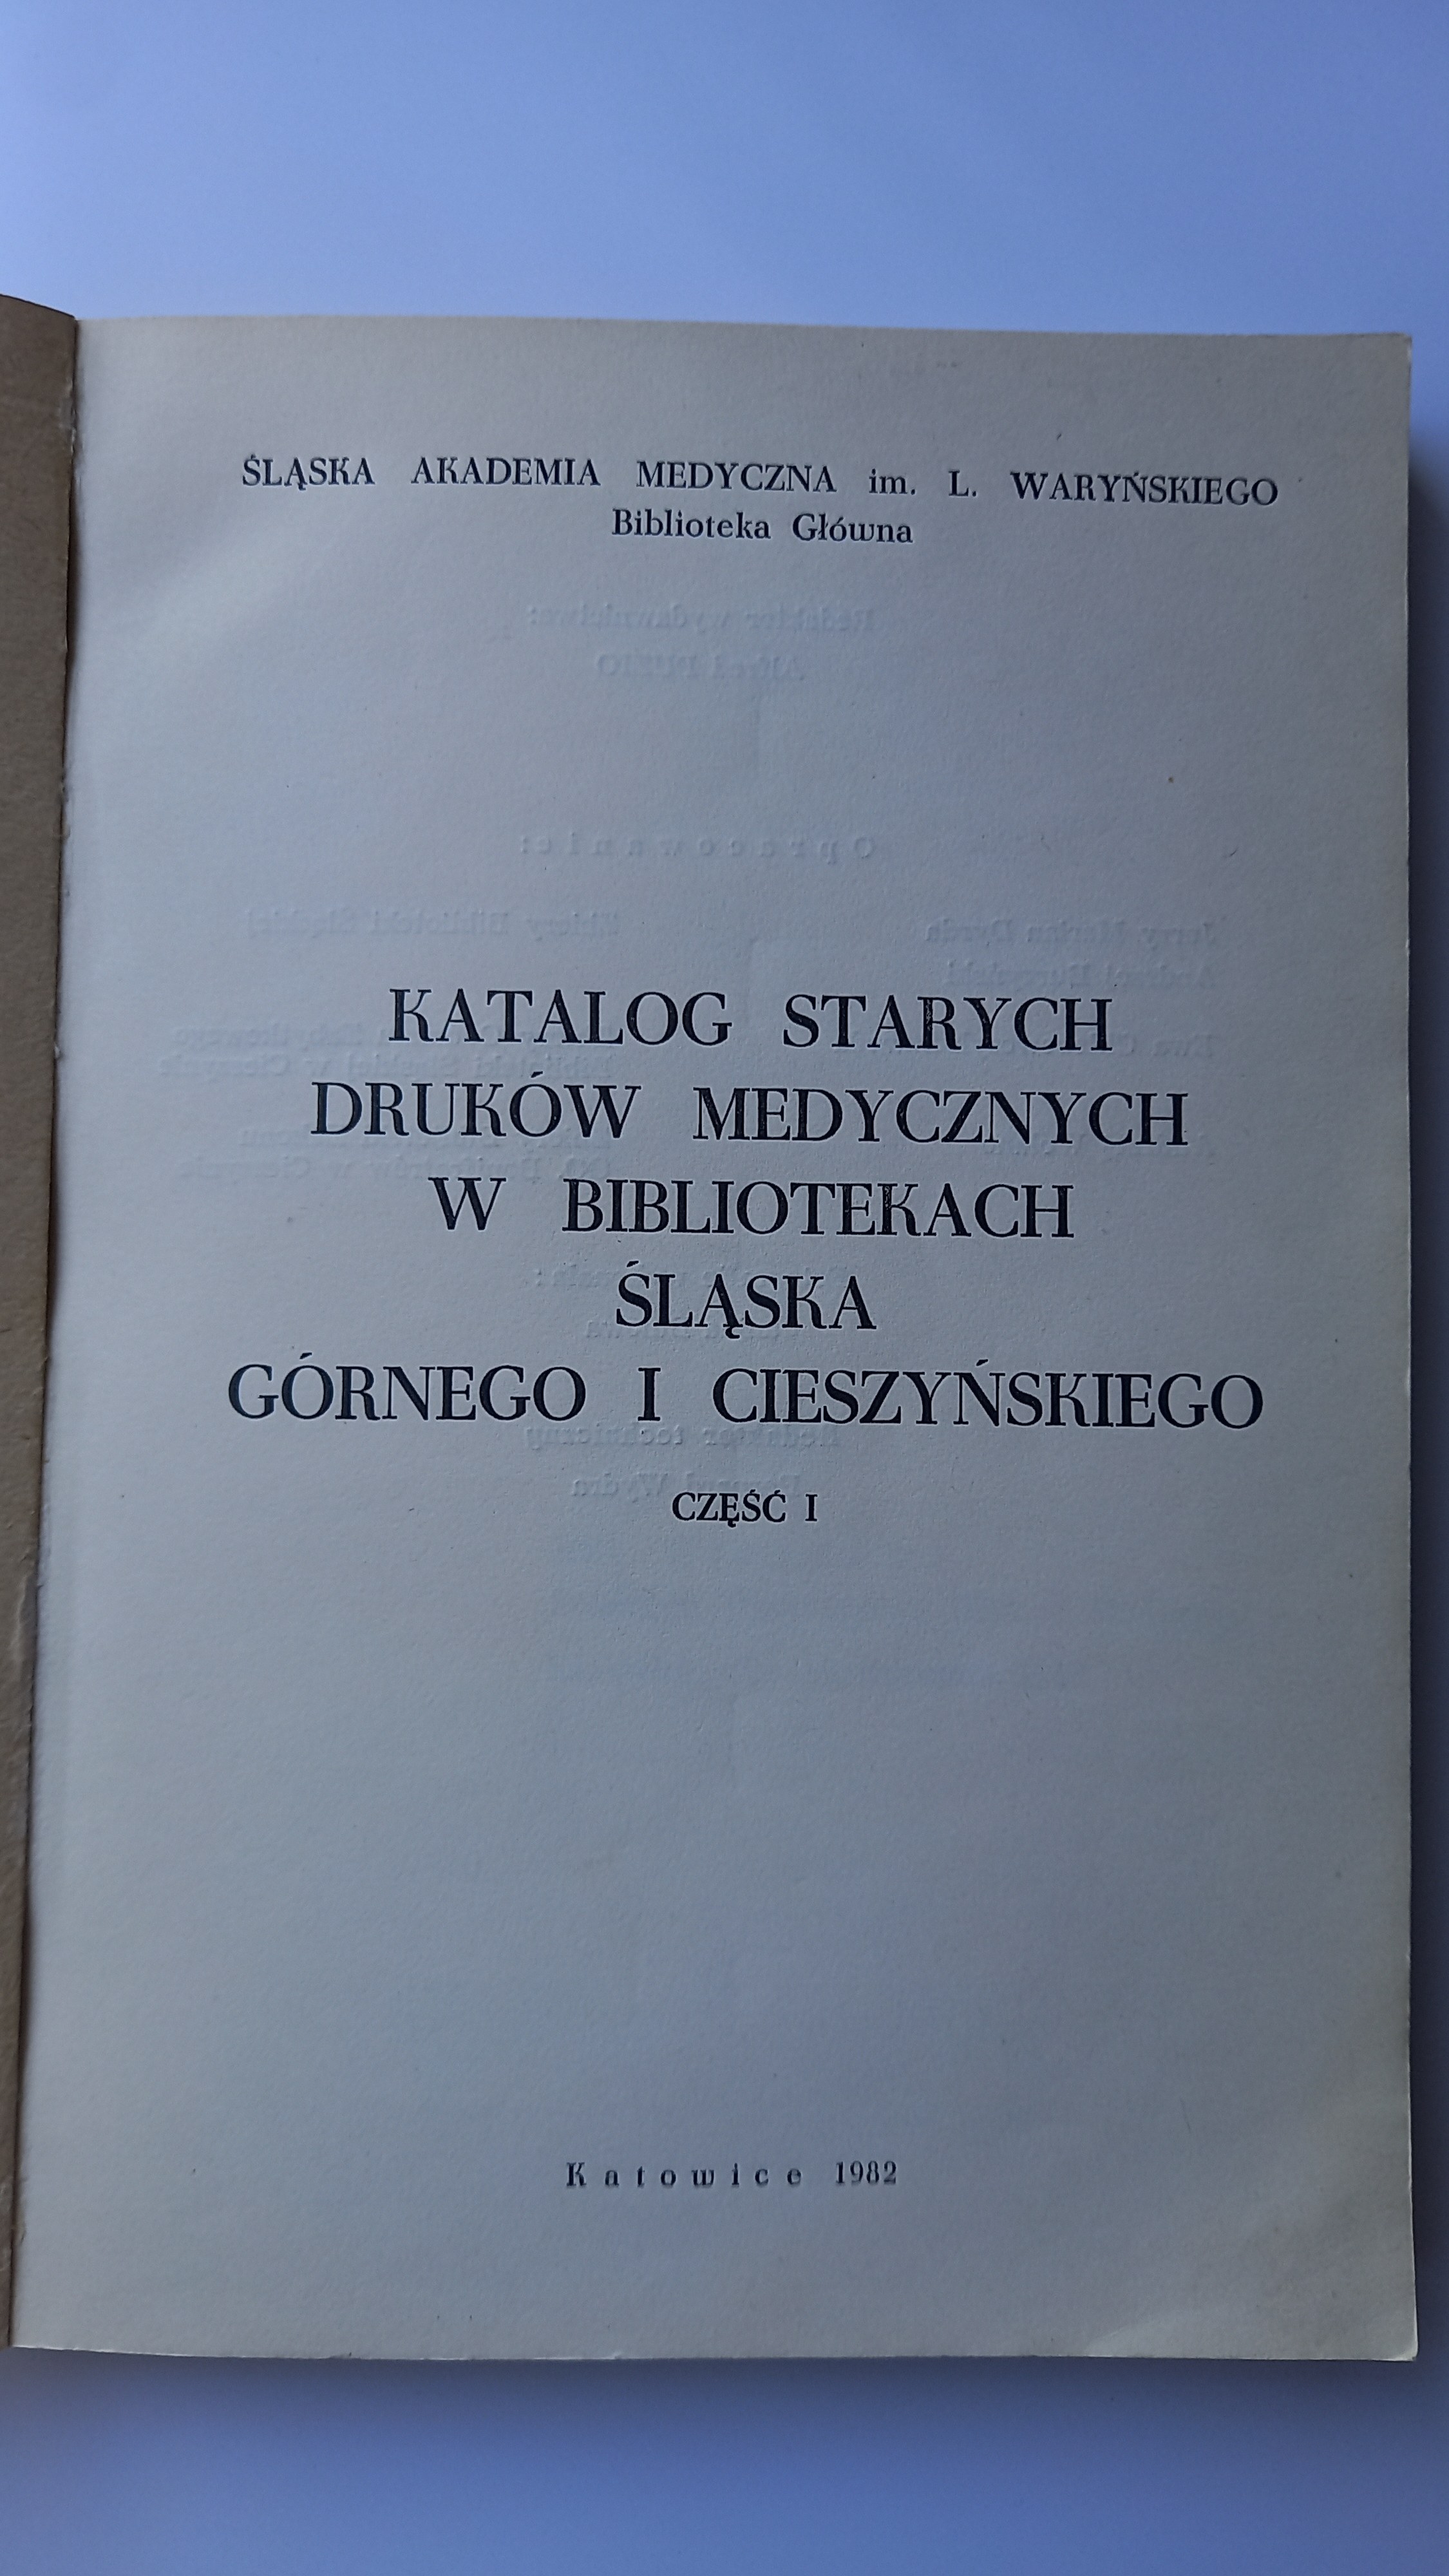 ŚLĄSKA AKADEMIA MEDYCZNA im. L. WARYŃSKIEGO
Biblioteka Główna
KATALOG STARYCH
DRUKÓW MEDYCZNYCH
W BIBLIOTEKACH
ŚLĄSKA
GÓRNEGO I CIESZYŃSKIEGO
CZĘŚĆ I
Katowice 1982